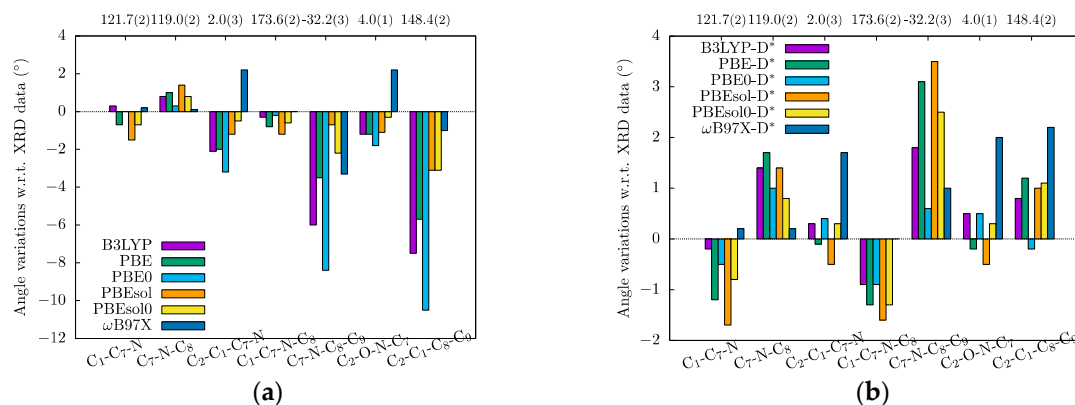 121.7(2) 119.0(2) 2.0(3) 173.6(2) -32.2(3) 4.0(1) 148.4(2)
Angle variations w.r.t. XRD data (°)
4
2
0
−2
−4
−6
−8
−10
−12
B3LYP
PBE
PBE0
PBEsol
PBEsol0
ωB97X
C₁-C₇-N
C₇-N-C₈
C₂-C₁-C₇-N
C₁-C₇-N-C₈
C₇-N-C₈-C₉
C₂-O-N-C₇
C₂-C₁-C₈-C₉
(a)
121.7(2) 119.0(2) 2.0(3) 173.6(2) -32.2(3) 4.0(1) 148.4(2)
Angle variations w.r.t. XRD data (°)
4
3
2
1
0
−1
−2
B3LYP-D*
PBE-D*
PBE0-D*
PBEsol-D*
PBEsol0-D*
ωB97X-D*
C₁-C₇-N
C₇-N-C₈
C₂-C₁-C₇-N
C₁-C₇-N-C₈
C₇-N-C₈-C₉
C₂-O-N-C₇
C₂-C₁-C₈-C₉
(b)